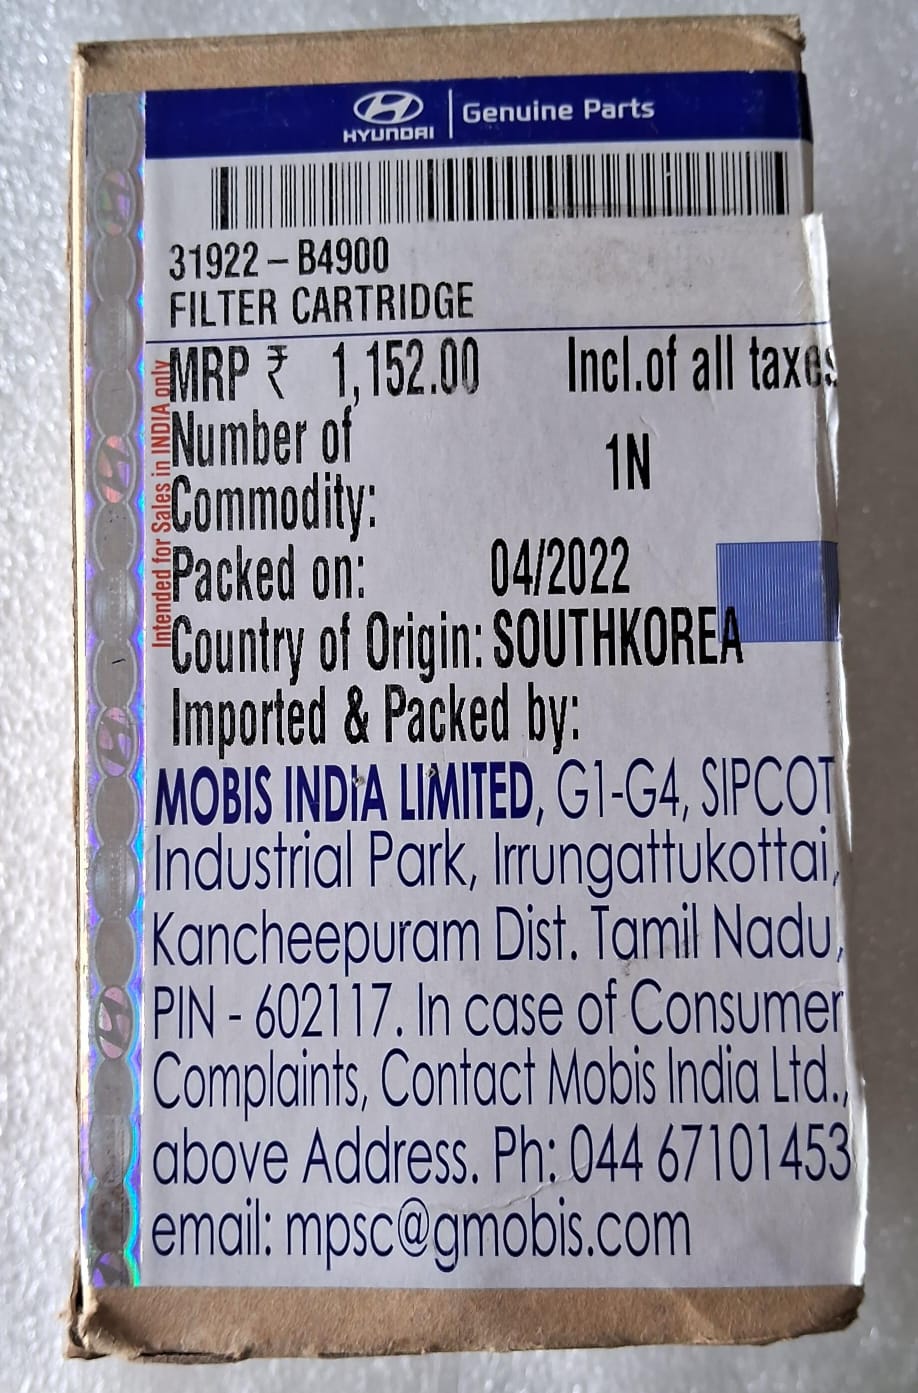 HYUNDAI Genuine Parts
31922-B4900
FILTER CARTRIDGE
MRP ₹ 1,152.00 Incl.of all taxes
Number of
Commodity: 1N
Packed on: 04/2022
Country of Origin: SOUTHKOREA
Imported & Packed by:
MOBIS INDIA LIMITED, G1-G4, SIPCOT
Industrial Park, Irrungattukottai,
Kancheepuram Dist. Tamil Nadu,
PIN - 602117. In case of Consumer
Complaints, Contact Mobis India Ltd.,
above Address. Ph: 044 67101453
email: mpsc@gmobis.com
Intended for Sales in INDIA only